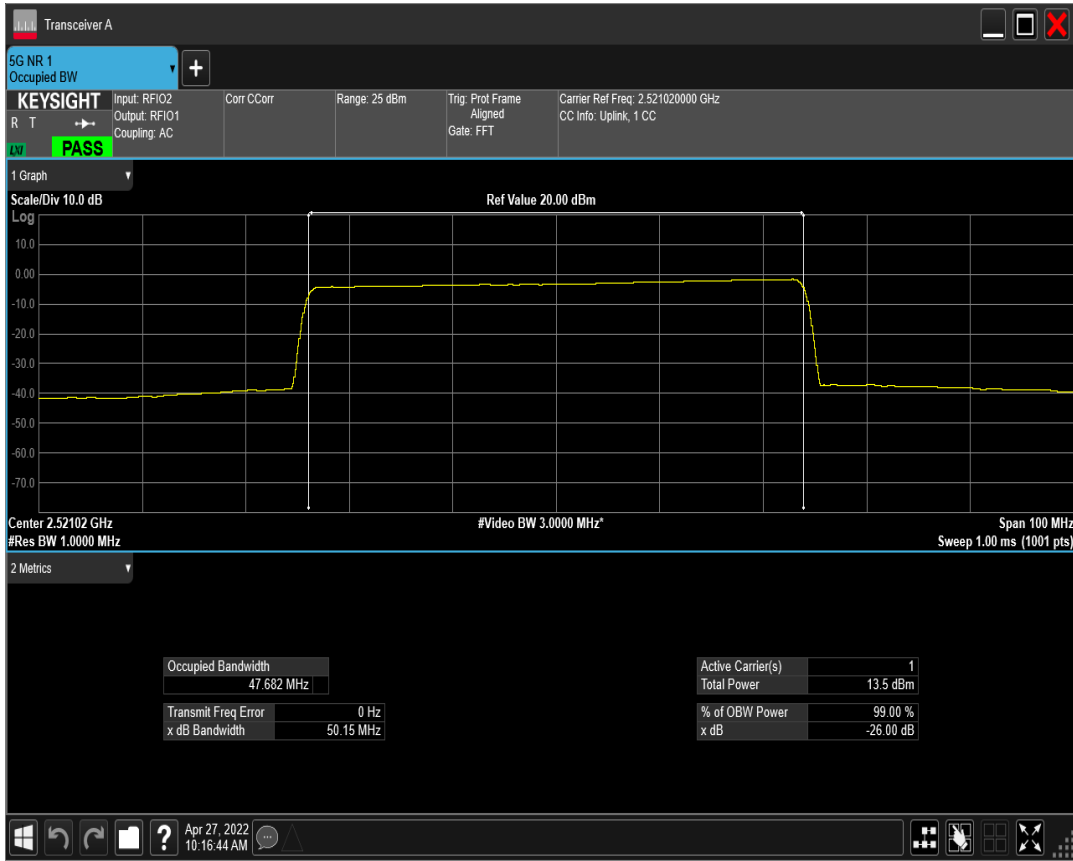 Transceiver A
5G NR 1
Occupied BW
KEYSIGHT
R T
LXI
PASS
Input: RFIO2
Output: RFIO1
Coupling: AC
Corr CCorr
Range: 25 dBm
Trig: Prot Frame
Aligned
Gate: FFT
Carrier Ref Freq: 2.521020000 GHz
CC Info: Uplink, 1 CC
1 Graph
Scale/Div 10.0 dB
Ref Value 20.00 dBm
Log
10.0
0.00
-10.0
-20.0
-30.0
-40.0
-50.0
-60.0
-70.0
Center 2.52102 GHz
#Video BW 3.0000 MHz*
Span 100 MHz
#Res BW 1.0000 MHz
Sweep 1.00 ms (1001 pts)
2 Metrics
Occupied Bandwidth
47.682 MHz
Transmit Freq Error 0 Hz
x dB Bandwidth 50.15 MHz
Active Carrier(s) 1
Total Power 13.5 dBm
% of OBW Power 99.00 %
x dB -26.00 dB
?
Apr 27, 2022
10:16:44 AM